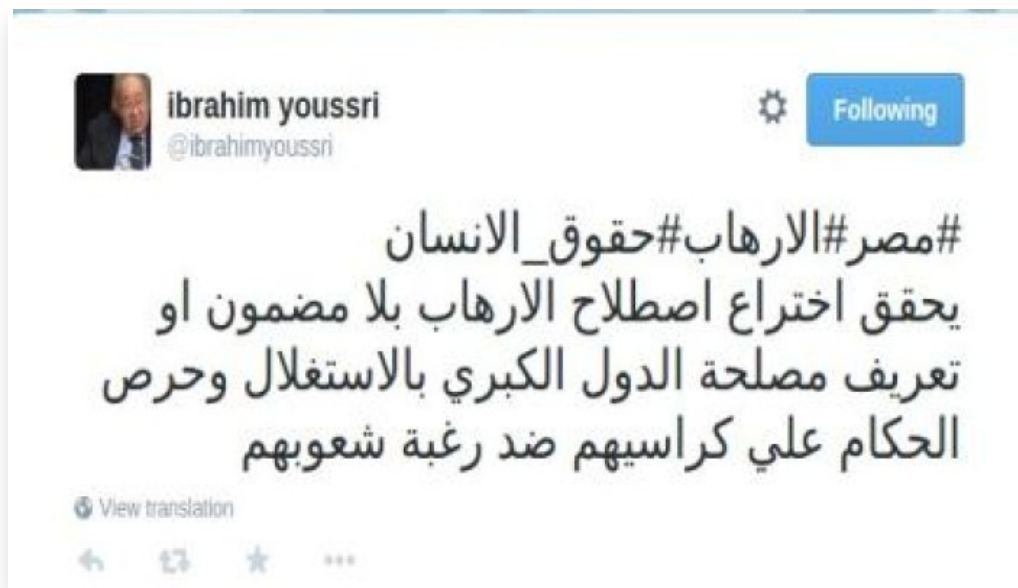 ibrahim youssri
Following
@ibrahimyoussri
#مصر#الارهاب#حقوق_الانسان
يحقق اختراع اصطلاح الارهاب بلا مضمون او
تعريف مصلحة الدول الكبري بالاستغلال وحرص
الحكام علي كراسيهم ضد رغبة شعوبهم
View translation